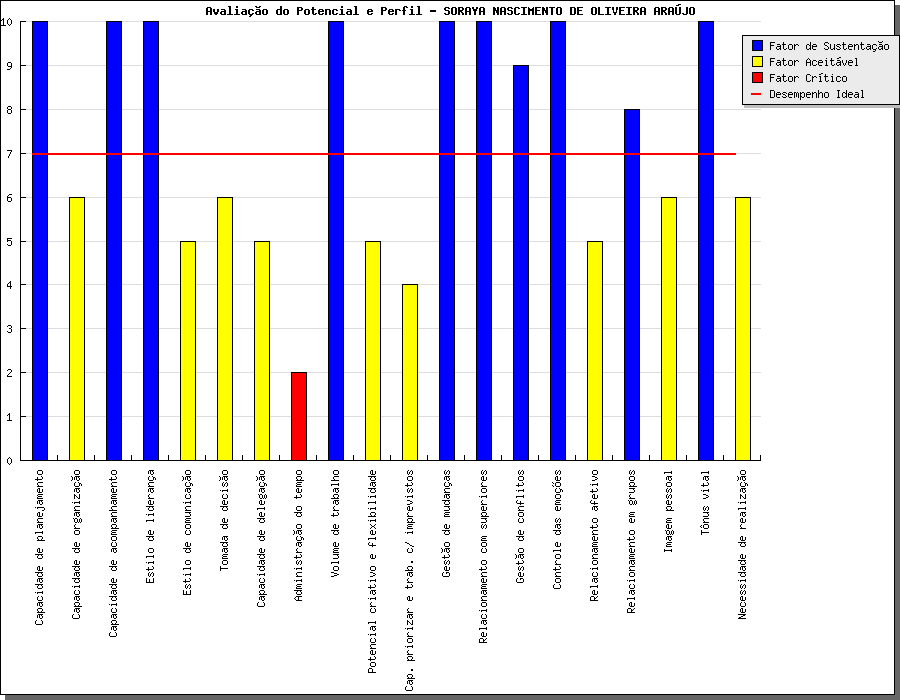 Avaliação do Potencial e Perfil - SORAYA NASCIMENTO DE OLIVEIRA ARAÚJO
Fator de Sustentação
Fator Aceitável
Fator Crítico
Desempenho Ideal
10
9
8
7
6
5
4
3
2
1
0
Capacidade de planejamento
Capacidade de organização
Capacidade de acompanhamento
Estilo de liderança
Estilo de comunicação
Tomada de decisão
Capacidade de delegação
Administração do tempo
Volume de trabalho
Potencial criativo e flexibilidade
Cap. priorizar e trab. c/ imprevistos
Gestão de mudanças
Relacionamento com superiores
Gestão de conflitos
Controle das emoções
Relacionamento afetivo
Relacionamento em grupos
Imagem pessoal
Tônus vital
Necessidade de realização